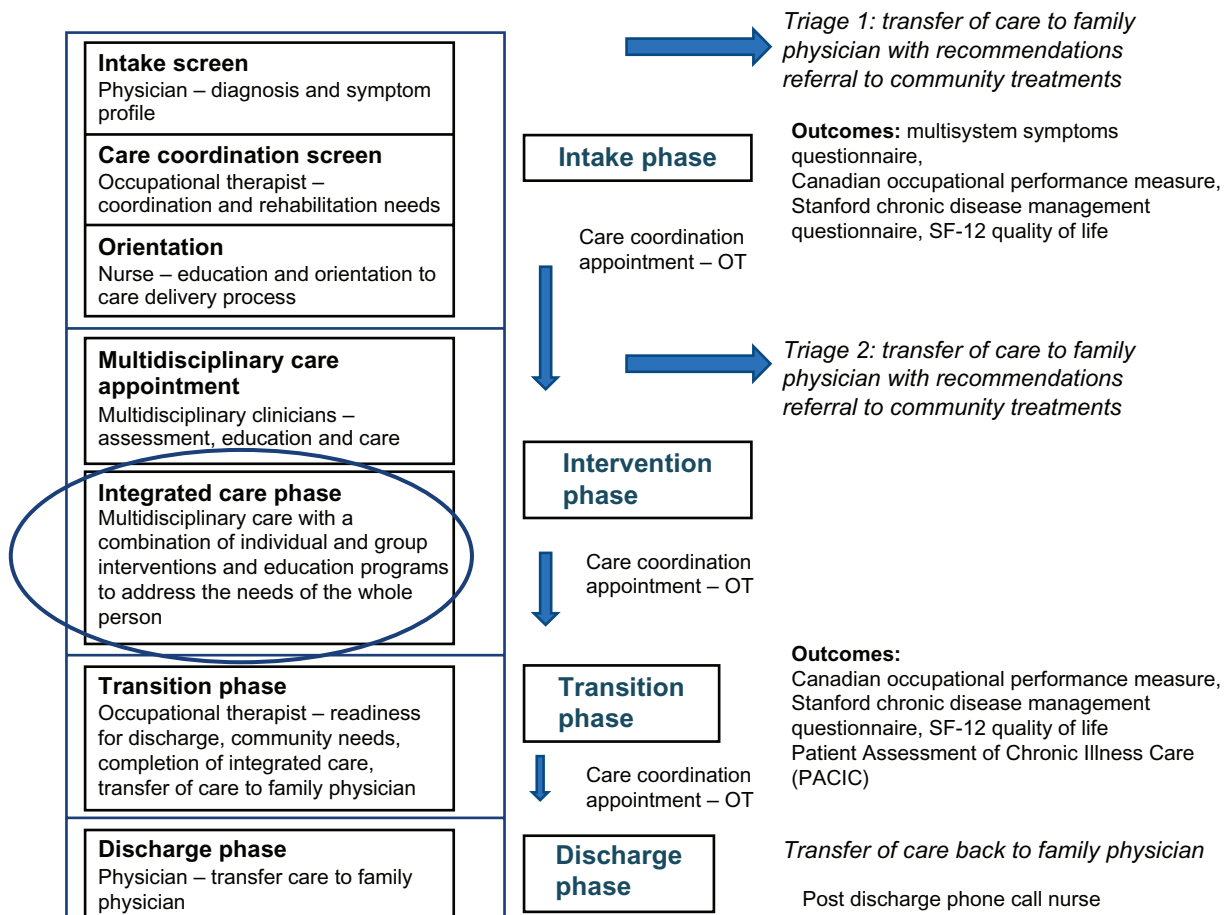 Intake screen
Physician – diagnosis and symptom
profile
Care coordination screen
Occupational therapist –
coordination and rehabilitation needs
Orientation
Nurse – education and orientation to
care delivery process
Multidisciplinary care
appointment
Multidisciplinary clinicians –
assessment, education and care
Integrated care phase
Multidisciplinary care with a
combination of individual and group
interventions and education programs
to address the needs of the whole
person
Transition phase
Occupational therapist – readiness
for discharge, community needs,
completion of integrated care,
transfer of care to family physician
Discharge phase
Physician – transfer care to family
physician
Intake phase
Care coordination
appointment – OT
Intervention
phase
Care coordination
appointment – OT
Transition
phase
Care coordination
appointment – OT
Discharge
phase
Triage 1: transfer of care to family
physician with recommendations
referral to community treatments
Outcomes: multisystem symptoms
questionnaire,
Canadian occupational performance measure,
Stanford chronic disease management
questionnaire, SF-12 quality of life
Triage 2: transfer of care to family
physician with recommendations
referral to community treatments
Outcomes:
Canadian occupational performance measure,
Stanford chronic disease management
questionnaire, SF-12 quality of life
Patient Assessment of Chronic Illness Care
(PACIC)
Transfer of care back to family physician
Post discharge phone call nurse